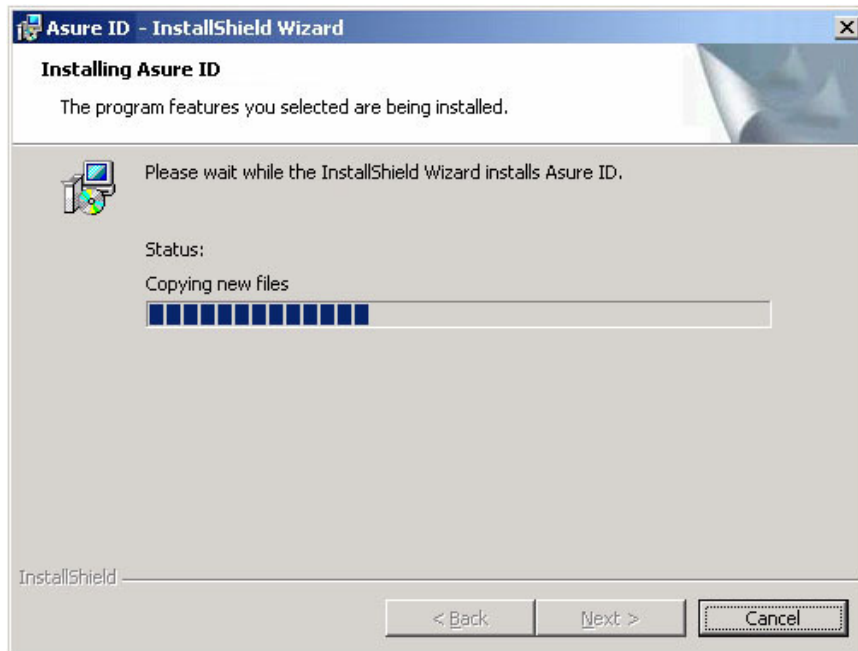 Asure ID - InstallShield Wizard
Installing Asure ID
The program features you selected are being installed.
Please wait while the InstallShield Wizard installs Asure ID.
Status:
Copying new files
InstallShield
< Back Next > Cancel